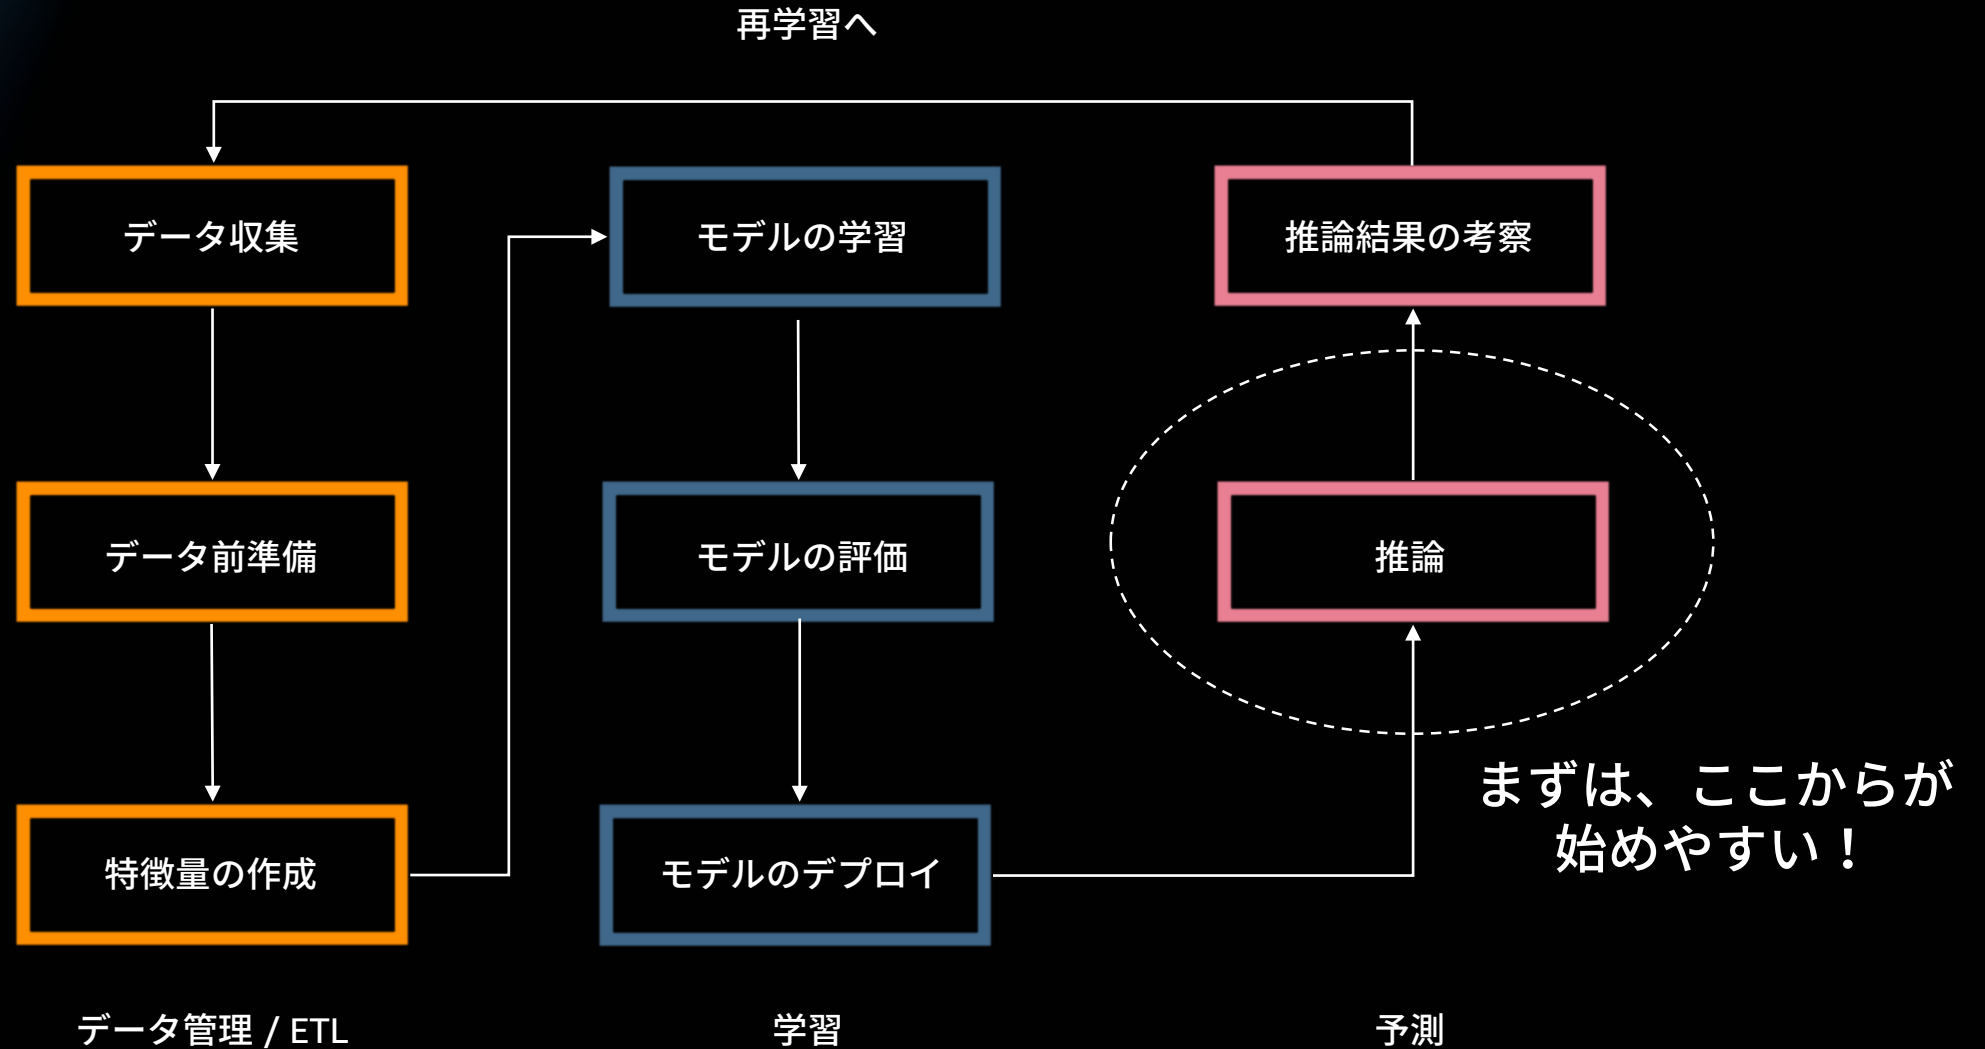 再学習へ
データ収集
データ前準備
特徴量の作成
データ管理 / ETL
モデルの学習
モデルの評価
モデルのデプロイ
学習
推論結果の考察
推論
予測
まずは、ここからが
始めやすい！